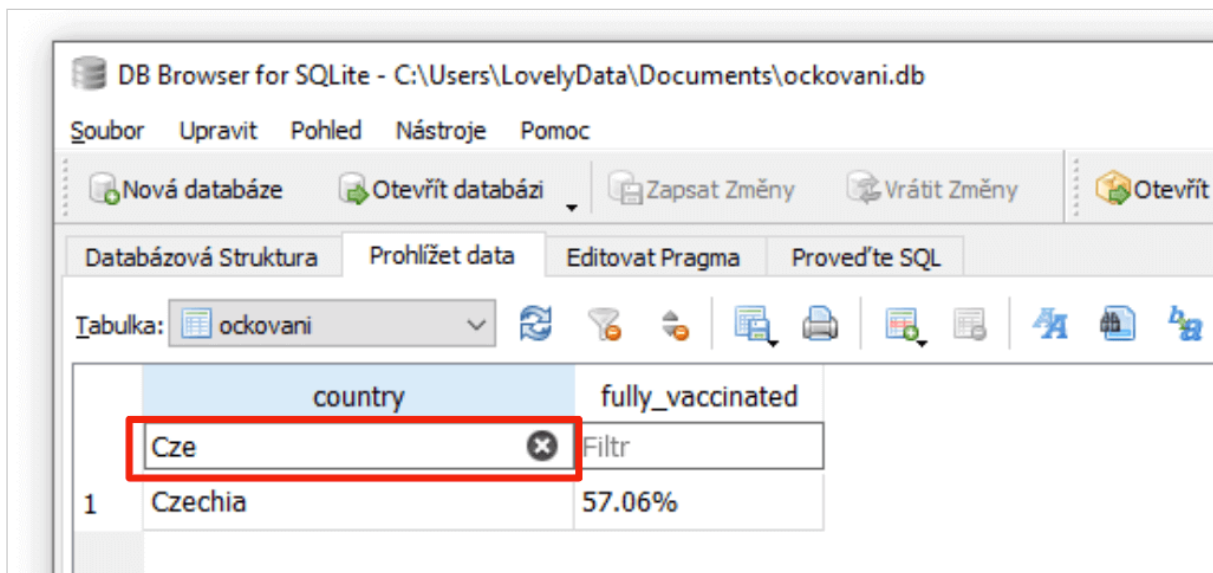 DB Browser for SQLite - C:\Users\LovelyData\Documents\ockovani.db
Soubor Upravit Pohled Nástroje Pomoc
Nová databáze Otevřít databázi Zapsat Změny Vrátit Změny Otevřít
Databázová Struktura Prohlížet data Editovat Pragma Proveďte SQL
Tabulka: ockovani
country fully_vaccinated
Cze Filtr
1 Czechia 57.06%